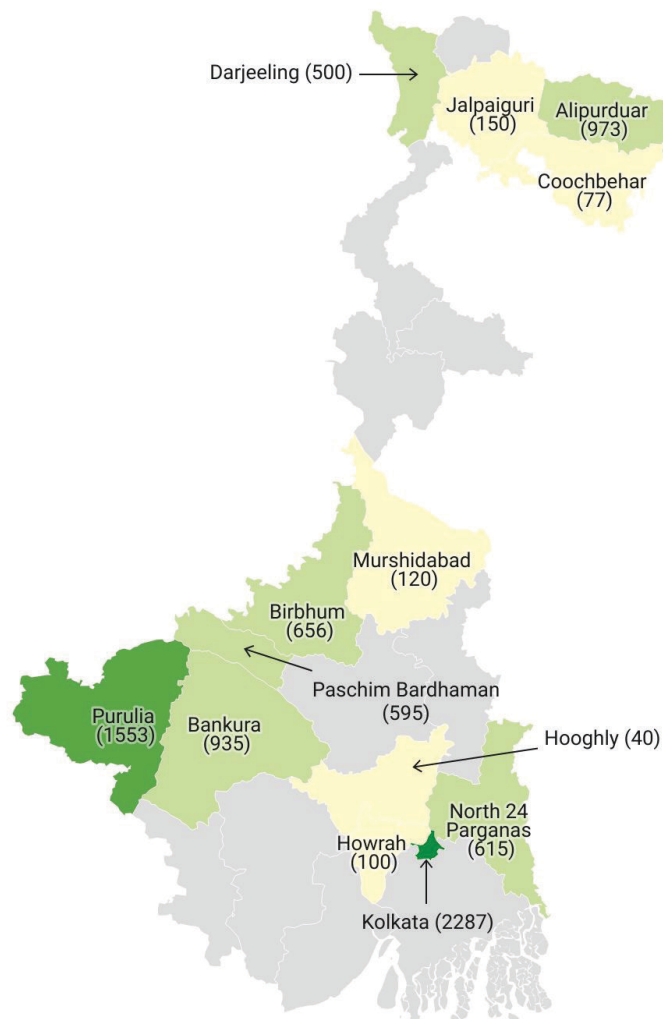 Darjeeling (500)
Jalpaiguri
(150)
Alipurduar
(973)
Coochbehar
(77)
Murshidabad
(120)
Birbhum
(656)
Paschim Bardhaman
(595)
Purulia
(1553)
Bankura
(935)
Hooghly (40)
North 24
Parganas
(615)
Howrah
(100)
Kolkata (2287)